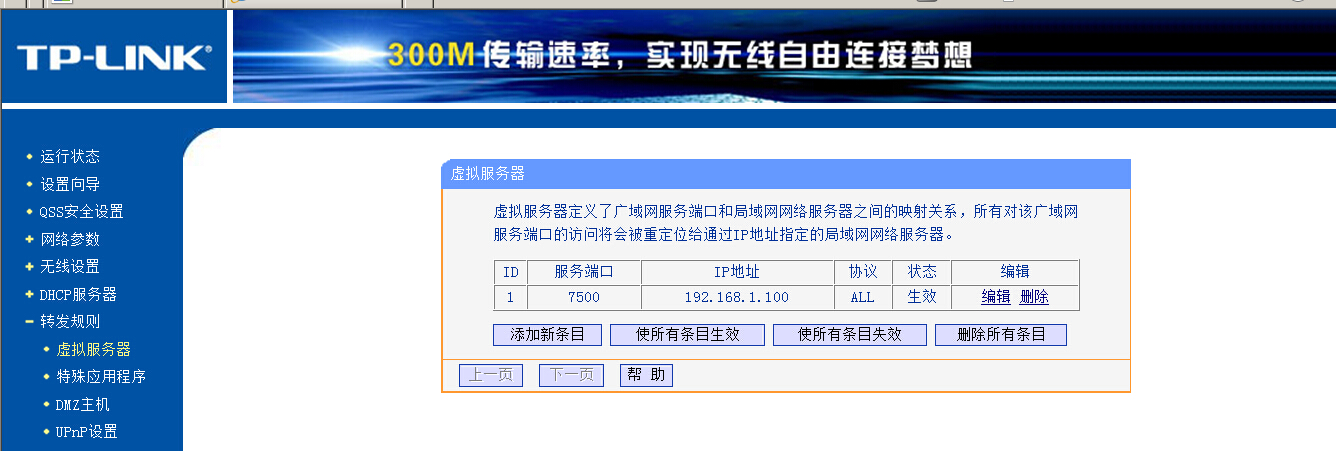 TP-LINK®
300M 传输速率，实现无线自由连接梦想
运行状态
设置向导
QSS安全设置
网络参数
无线设置
DHCP服务器
转发规则
虚拟服务器
特殊应用程序
DMZ主机
UPnP设置
虚拟服务器
虚拟服务器定义了广域网服务端口和局域网网络服务器之间的映射关系，所有对该广域网
服务端口的访问将会被重定位给通过IP地址指定的局域网网络服务器。
ID 服务端口 IP地址 协议 状态 编辑
1 7500 192.168.1.100 ALL 生效 编辑 删除
添加新条目 使所有条目生效 使所有条目失效 删除所有条目
上一页 下一页 帮 助